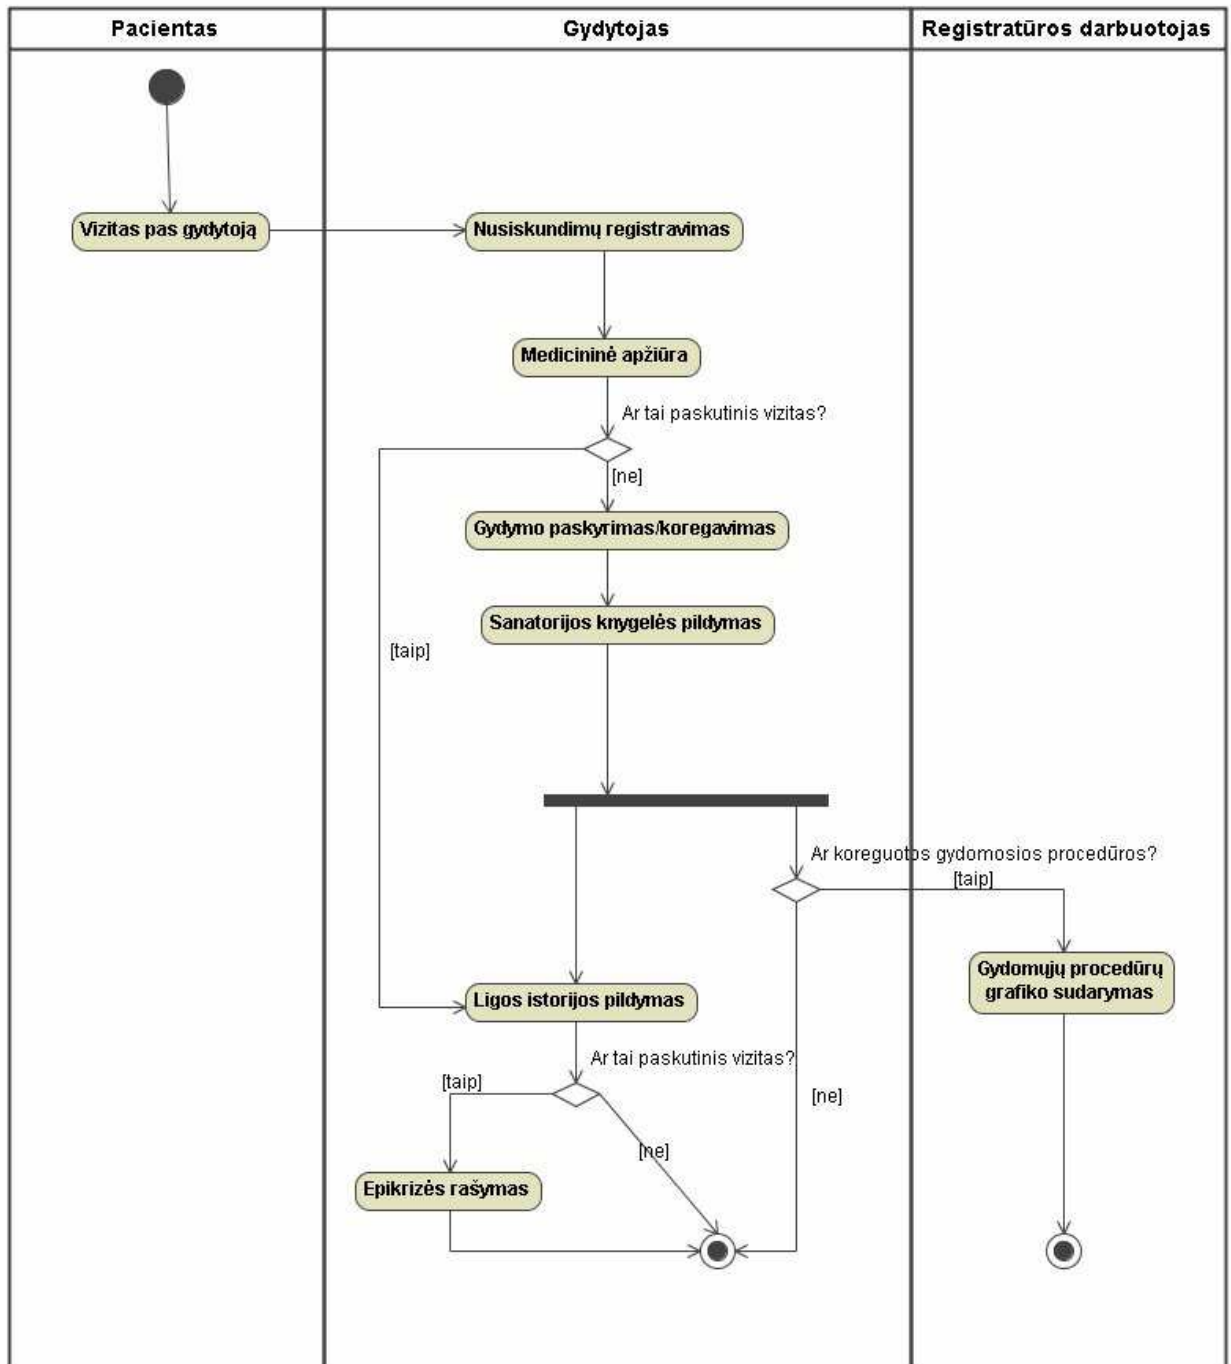 Pacientas
Gydytojas
Registratūros darbuotojas
Vizitas pas gydytoją
Nusiskundimų registravimas
Medicininė apžiūra
Ar tai paskutinis vizitas?
[ne]
Gydymo paskyrimas/koregavimas
Sanatorijos knygelės pildymas
[taip]
Ar koreguotos gydomosios procedūros?
[taip]
Gydomųjų procedūrų
grafiko sudarymas
Ligos istorijos pildymas
Ar tai paskutinis vizitas?
[taip]
[ne]
[ne]
Epikrizės rašymas